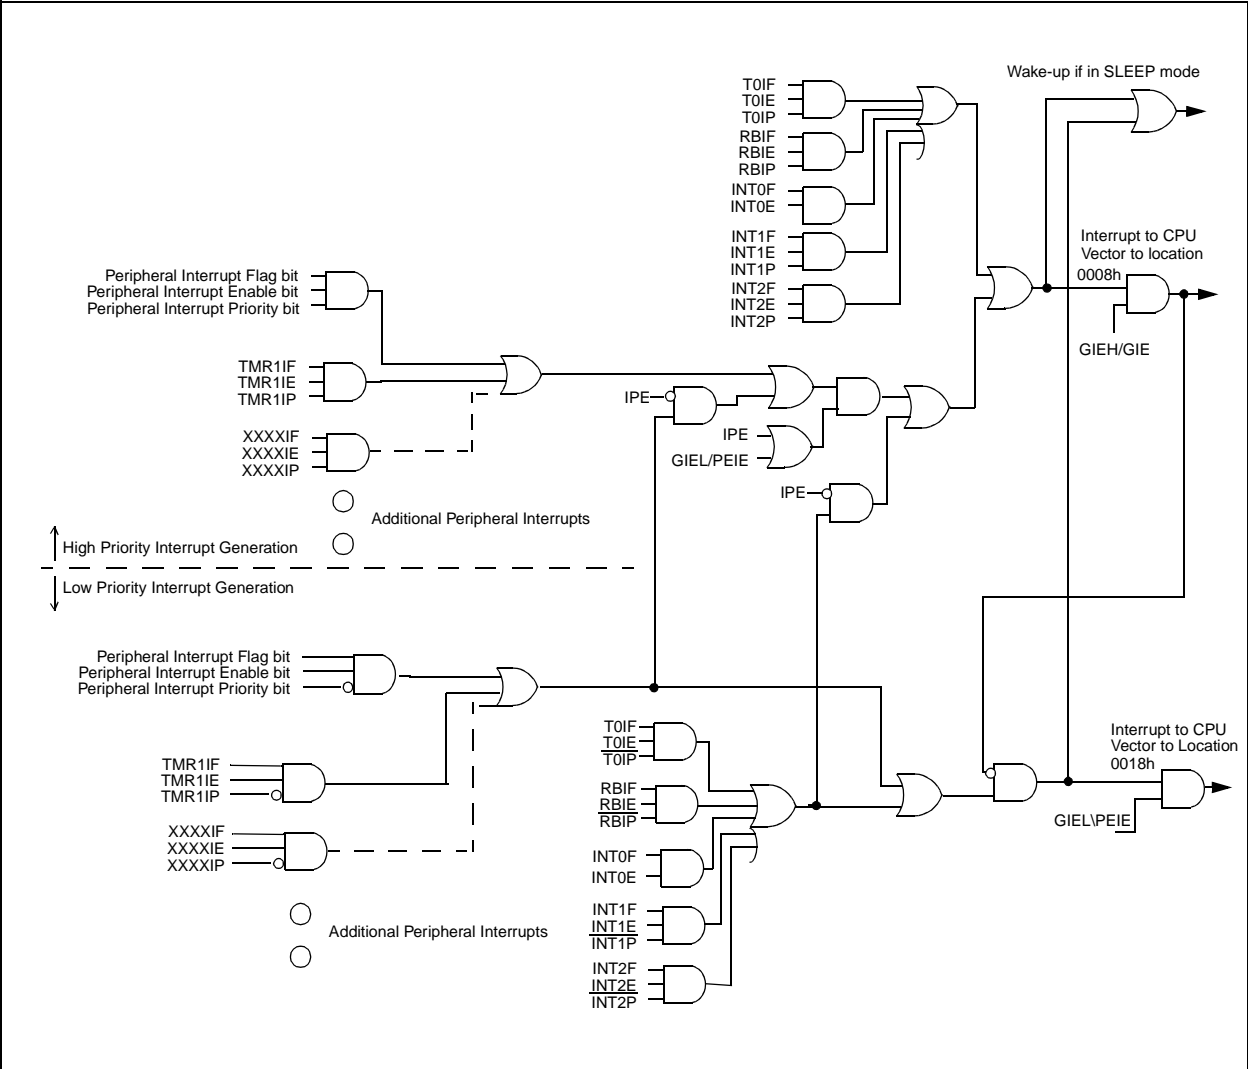 Wake-up if in SLEEP mode
T0IF
T0IE
T0IP
RBIF
RBIE
RBIP
INT0F
INT0E
INT1F
INT1E
INT1P
INT2F
INT2E
INT2P
Interrupt to CPU
Vector to location
0008h
GIEH/GIE
Peripheral Interrupt Flag bit
Peripheral Interrupt Enable bit
Peripheral Interrupt Priority bit
TMR1IF
TMR1IE
TMR1IP
XXXXIF
XXXXIE
XXXXIP
IPE
IPE
GIEL/PEIE
IPE
Additional Peripheral Interrupts
High Priority Interrupt Generation
Low Priority Interrupt Generation
Peripheral Interrupt Flag bit
Peripheral Interrupt Enable bit
Peripheral Interrupt Priority bit
TMR1IF
TMR1IE
TMR1IP
XXXXIF
XXXXIE
XXXXIP
Additional Peripheral Interrupts
T0IF
T0IE
T0IP
RBIF
RBIE
RBIP
INT0F
INT0E
INT1F
INT1E
INT1P
INT2F
INT2E
INT2P
Interrupt to CPU
Vector to Location
0018h
GIEL\PEIE